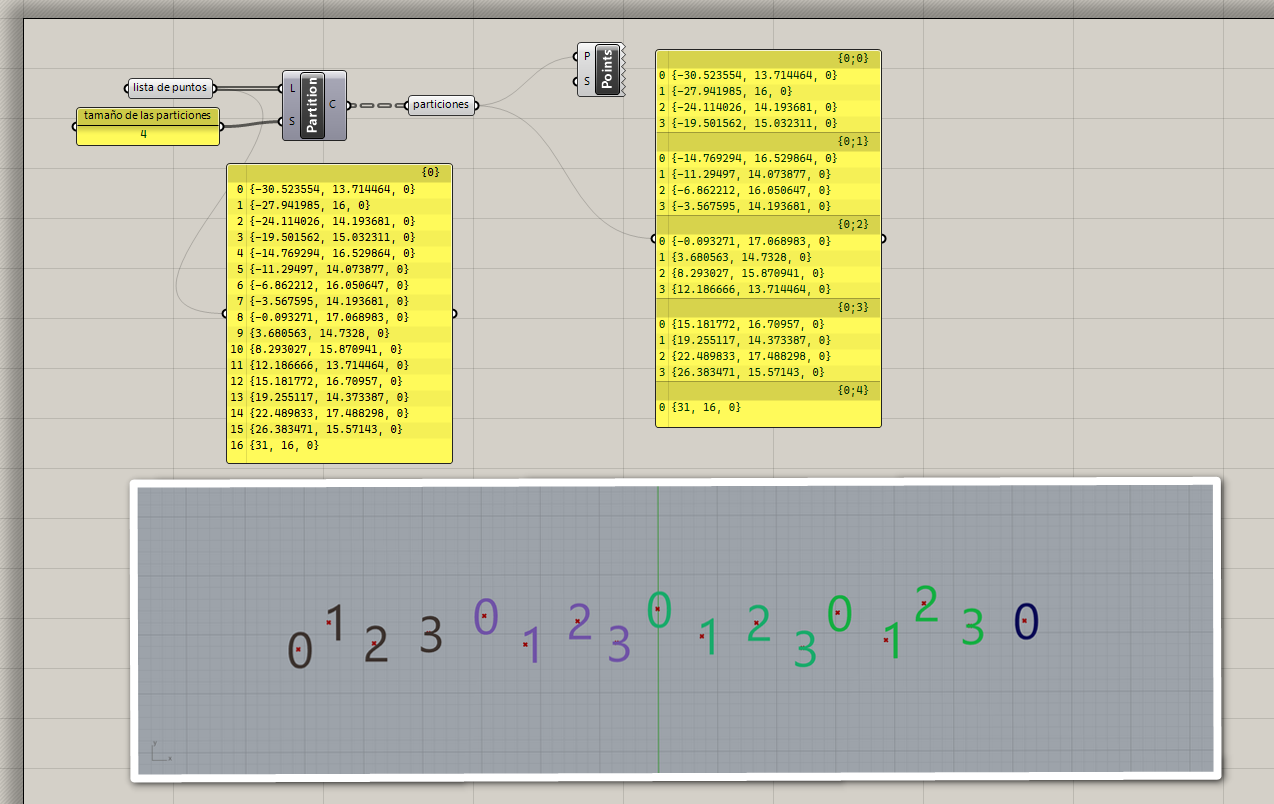 lista de puntos
tamaño de las particiones
4
L
S
Partition
C
particiones
P
S
Points
{0}
0 {-30.523554, 13.714464, 0}
1 {-27.941985, 16, 0}
2 {-24.114026, 14.193681, 0}
3 {-19.501562, 15.032311, 0}
4 {-14.769294, 16.529864, 0}
5 {-11.29497, 14.073877, 0}
6 {-6.862212, 16.050647, 0}
7 {-3.567595, 14.193681, 0}
8 {-0.093271, 17.068983, 0}
9 {3.680563, 14.7328, 0}
10 {8.293027, 15.870941, 0}
11 {12.186666, 13.714464, 0}
12 {15.181772, 16.70957, 0}
13 {19.255117, 14.373387, 0}
14 {22.489833, 17.488298, 0}
15 {26.383471, 15.57143, 0}
16 {31, 16, 0}
{0;0}
0 {-30.523554, 13.714464, 0}
1 {-27.941985, 16, 0}
2 {-24.114026, 14.193681, 0}
3 {-19.501562, 15.032311, 0}
{0;1}
0 {-14.769294, 16.529864, 0}
1 {-11.29497, 14.073877, 0}
2 {-6.862212, 16.050647, 0}
3 {-3.567595, 14.193681, 0}
{0;2}
0 {-0.093271, 17.068983, 0}
1 {3.680563, 14.7328, 0}
2 {8.293027, 15.870941, 0}
3 {12.186666, 13.714464, 0}
{0;3}
0 {15.181772, 16.70957, 0}
1 {19.255117, 14.373387, 0}
2 {22.489833, 17.488298, 0}
3 {26.383471, 15.57143, 0}
{0;4}
0 {31, 16, 0}
0 1 2 3 0 1 2 3 0 1 2 3 0 1 2 3 0
y
x